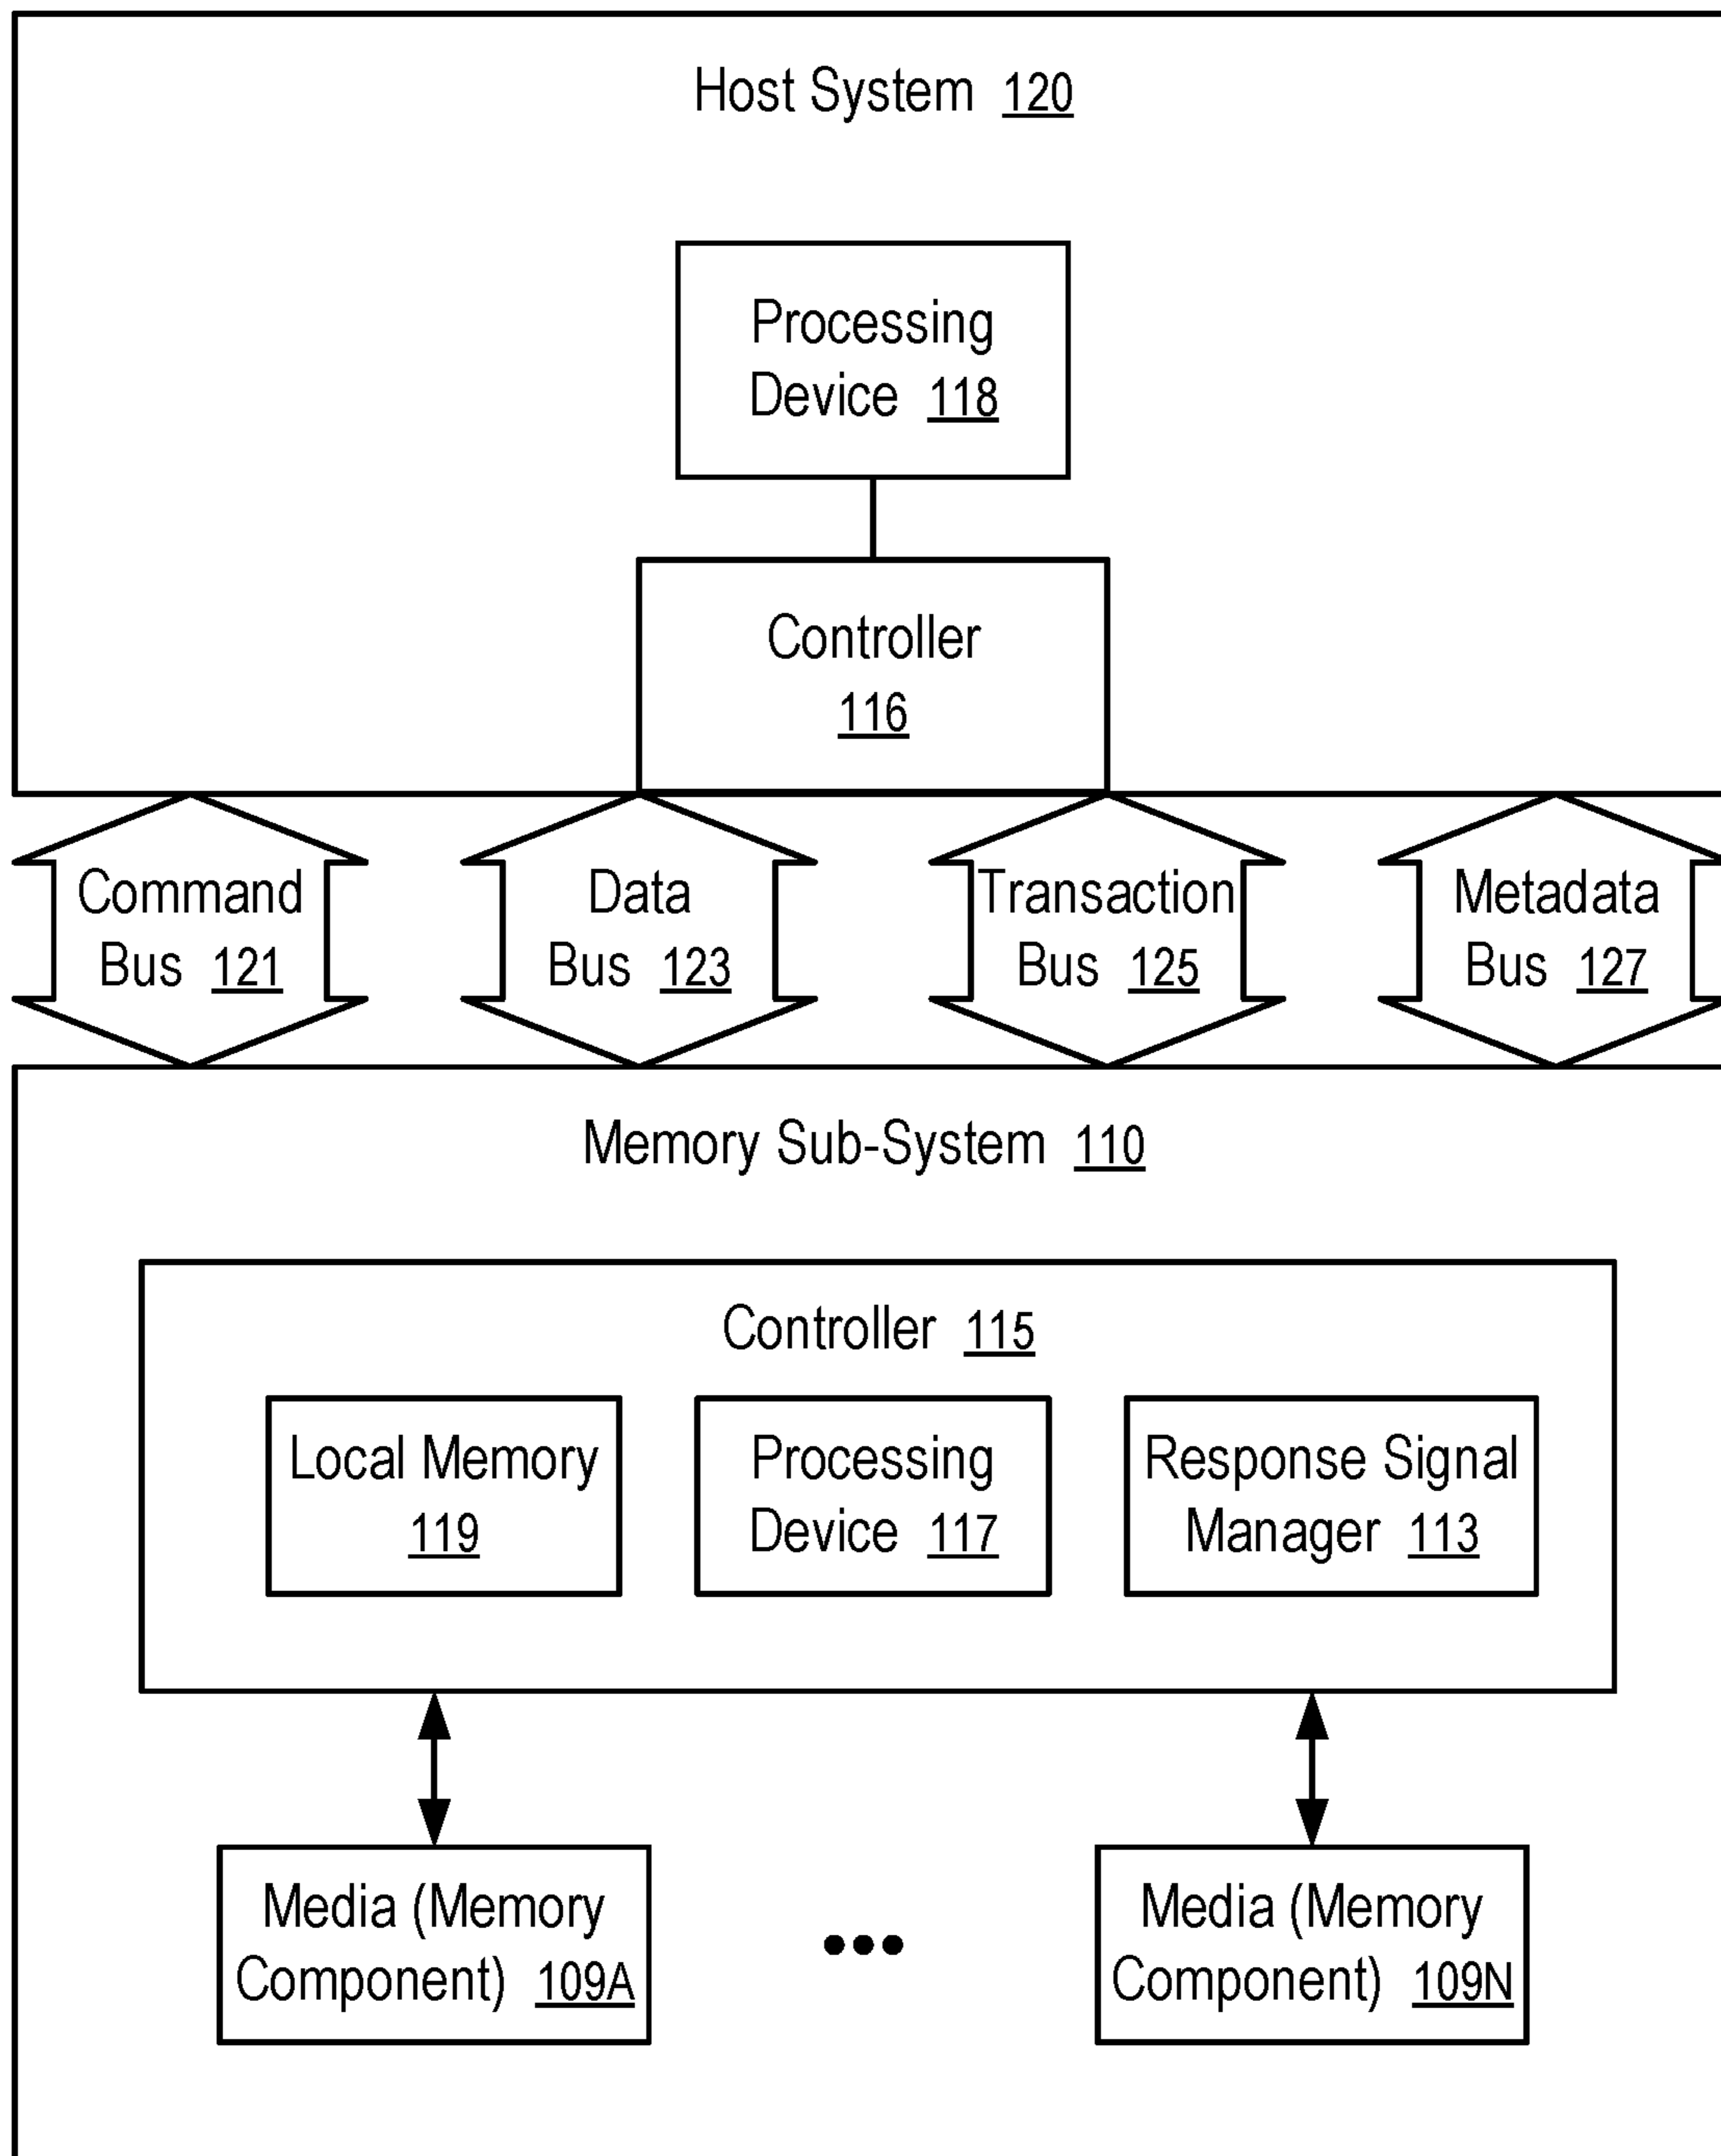 Host System 120
Processing
Device 118
Controller
116
Command
Bus 121
Data
Bus 123
Transaction
Bus 125
Metadata
Bus 127
Memory Sub-System 110
Controller 115
Local Memory
119
Processing
Device 117
Response Signal
Manager 113
Media (Memory
Component) 109A
Media (Memory
Component) 109N